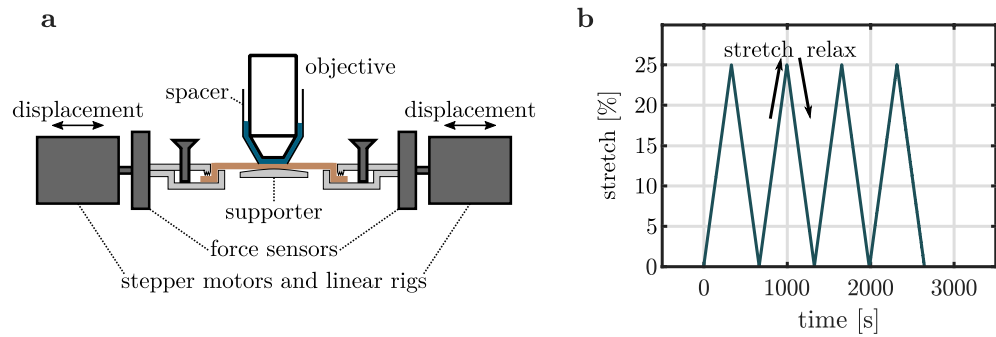 a
objective
spacer
displacement
displacement
supporter
force sensors
stepper motors and linear rigs
b
stretch relax
25
20
15
10
5
0
stretch [%]
0 1000 2000 3000
time [s]